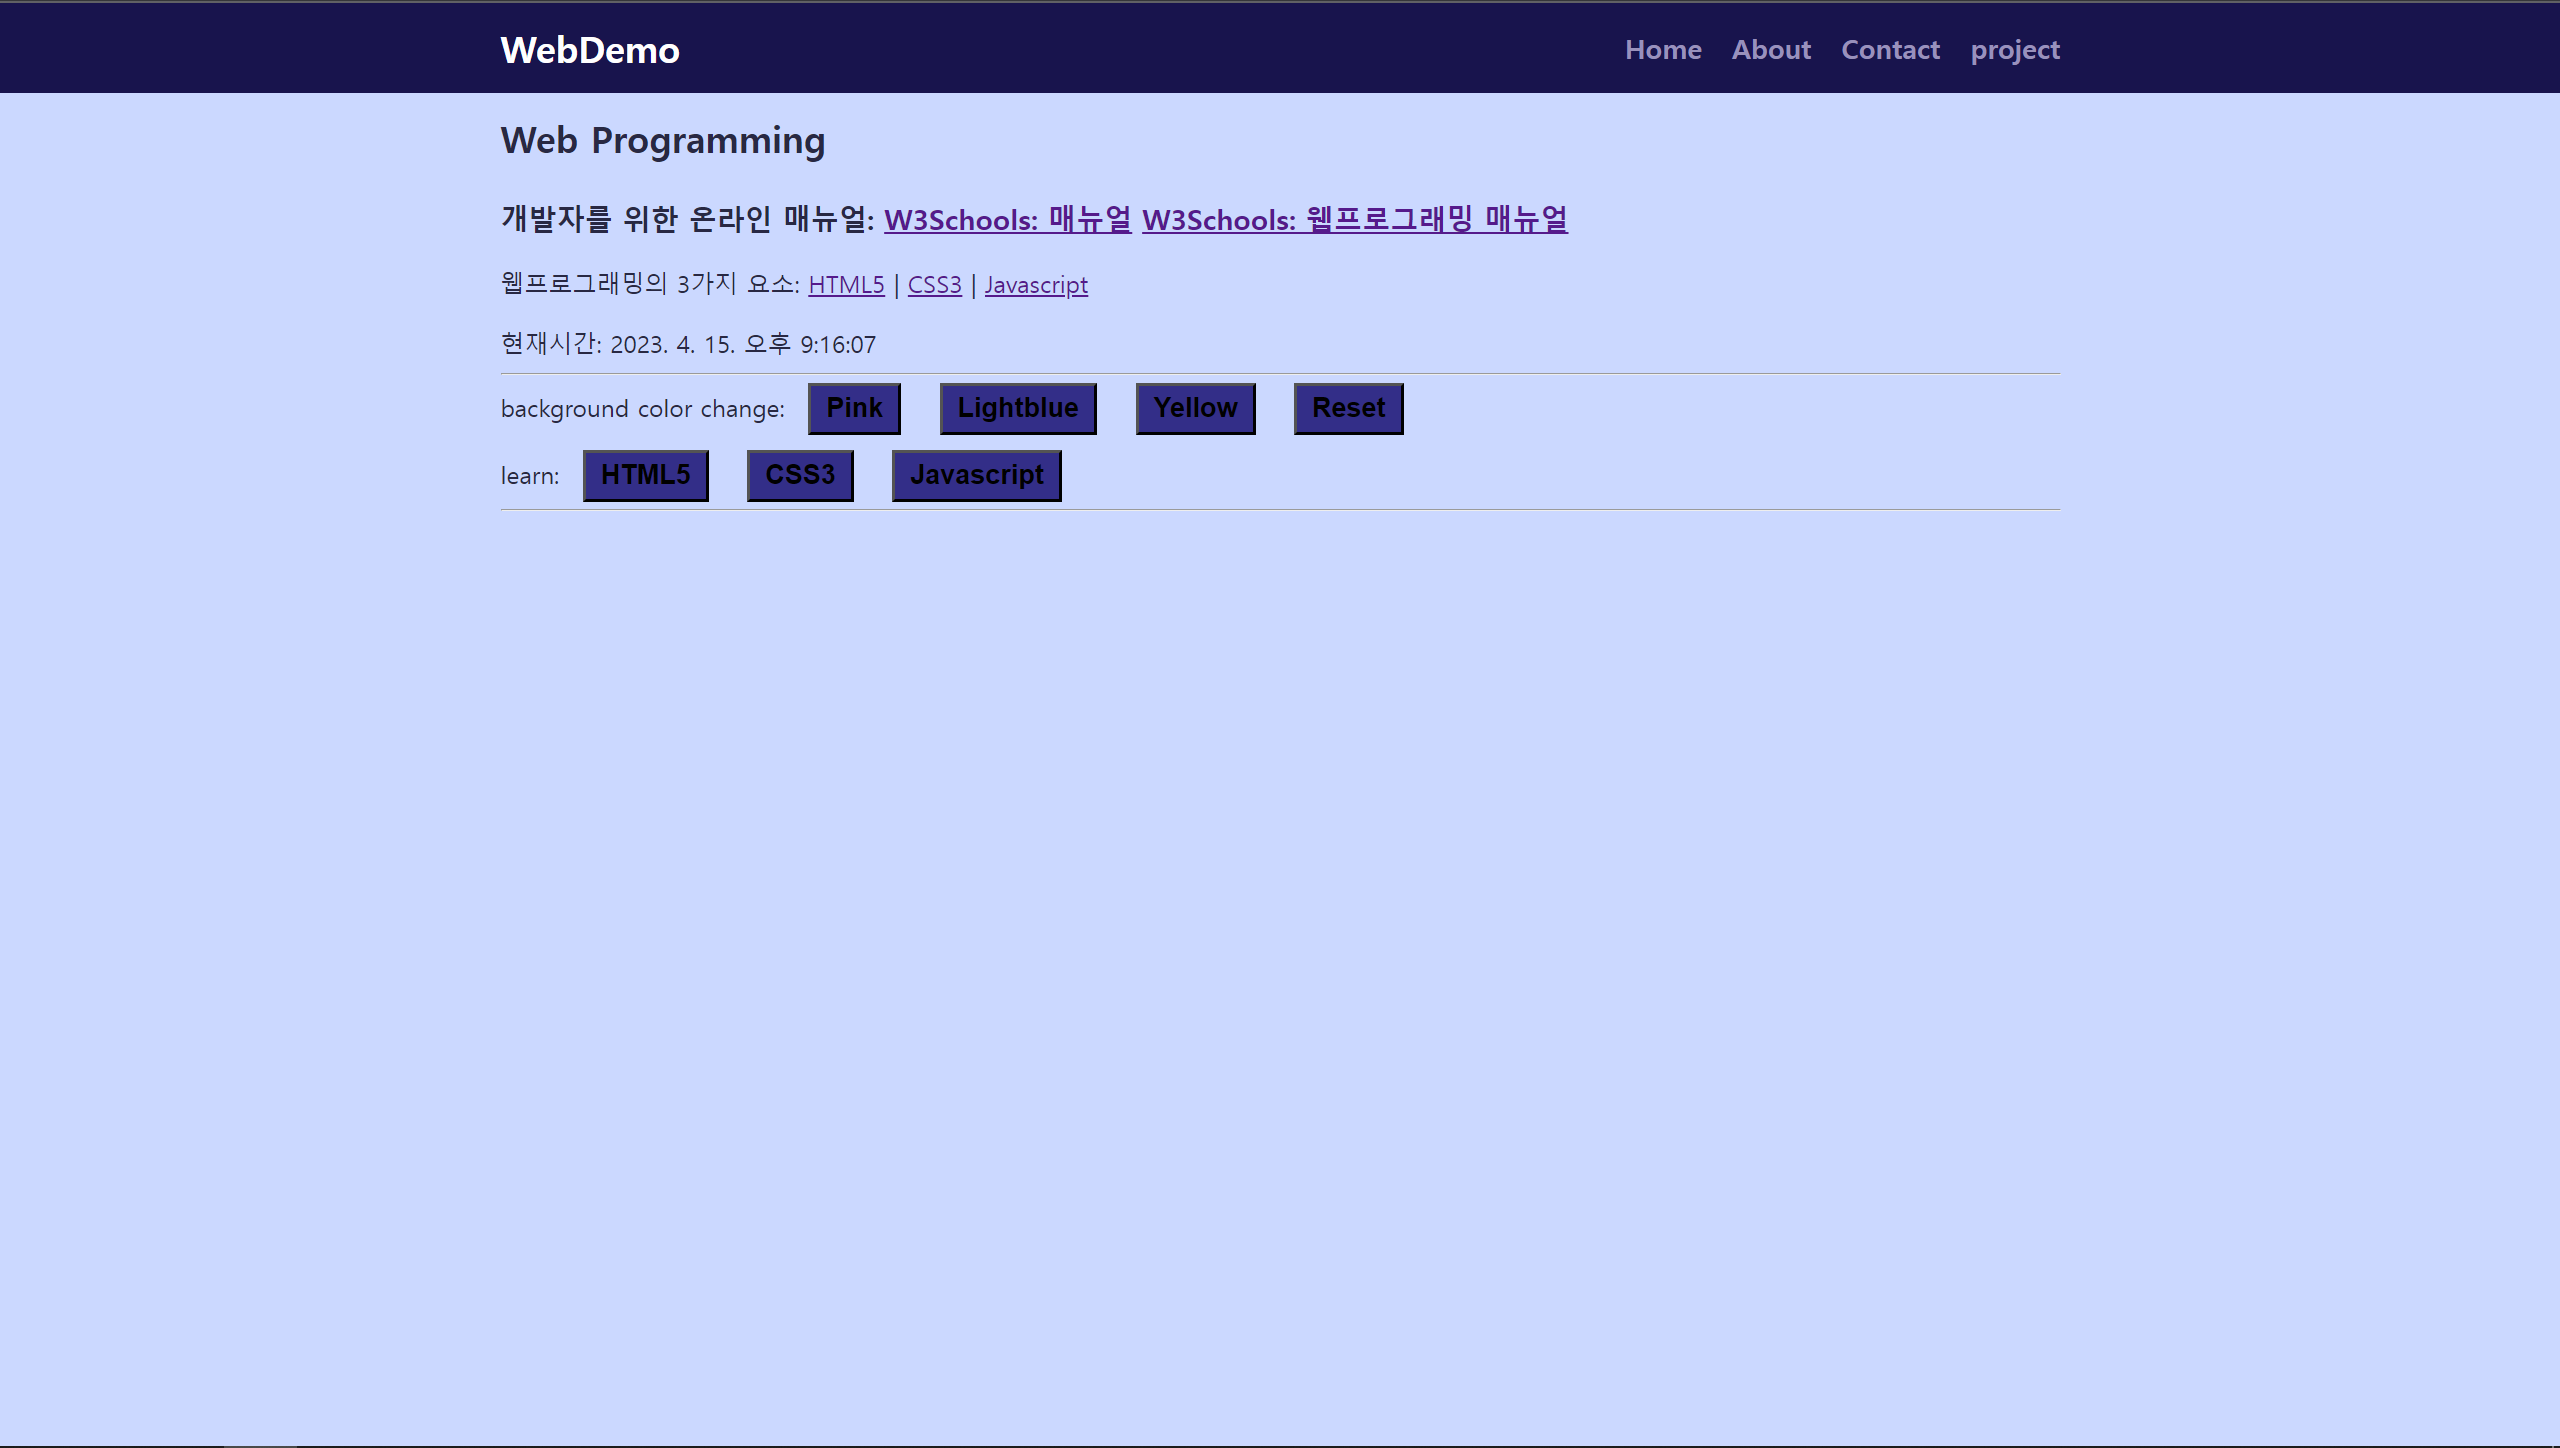 WebDemo Home About Contact project
Web Programming
개발자를 위한 온라인 매뉴얼: W3Schools: 매뉴얼 W3Schools: 웹프로그래밍 매뉴얼
웹프로그래밍의 3가지 요소: HTML5 | CSS3 | Javascript
현재시간: 2023. 4. 15. 오후 9:16:07
background color change: Pink Lightblue Yellow Reset
learn: HTML5 CSS3 Javascript